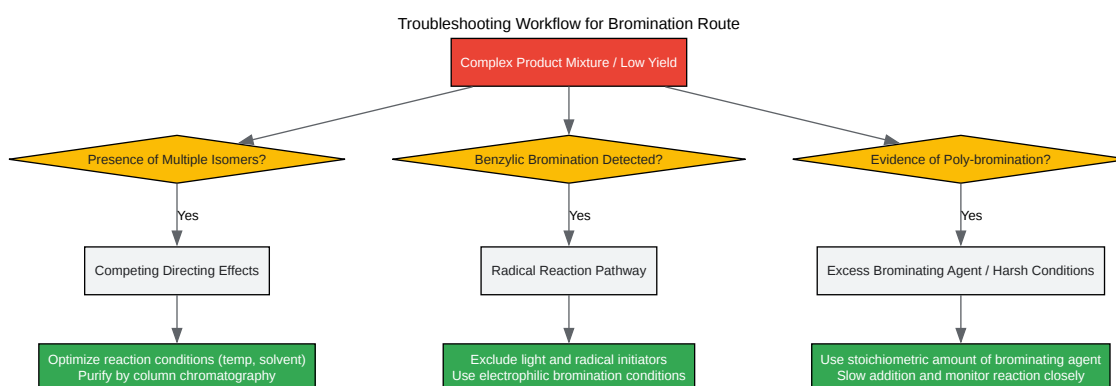 Troubleshooting Workflow for Bromination Route
Complex Product Mixture / Low Yield
Presence of Multiple Isomers?
Benzylic Bromination Detected?
Evidence of Poly-bromination?
Yes
Yes
Yes
Competing Directing Effects
Radical Reaction Pathway
Excess Brominating Agent / Harsh Conditions
Optimize reaction conditions (temp, solvent)
Purify by column chromatography
Exclude light and radical initiators
Use electrophilic bromination conditions
Use stoichiometric amount of brominating agent
Slow addition and monitor reaction closely